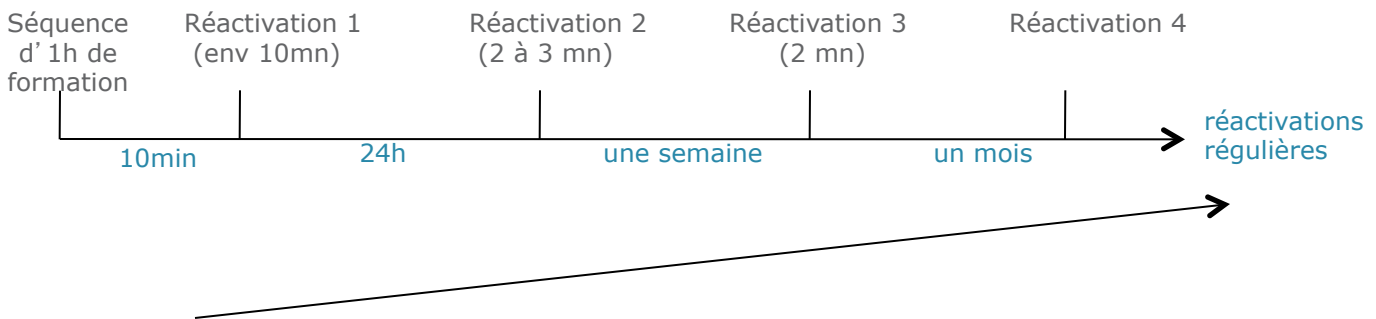 Séquence
d’1h de
formation
Réactivation 1
(env 10mn)
Réactivation 2
(2 à 3 mn)
Réactivation 3
(2 mn)
Réactivation 4
10min
24h
une semaine
un mois
réactivations
régulières